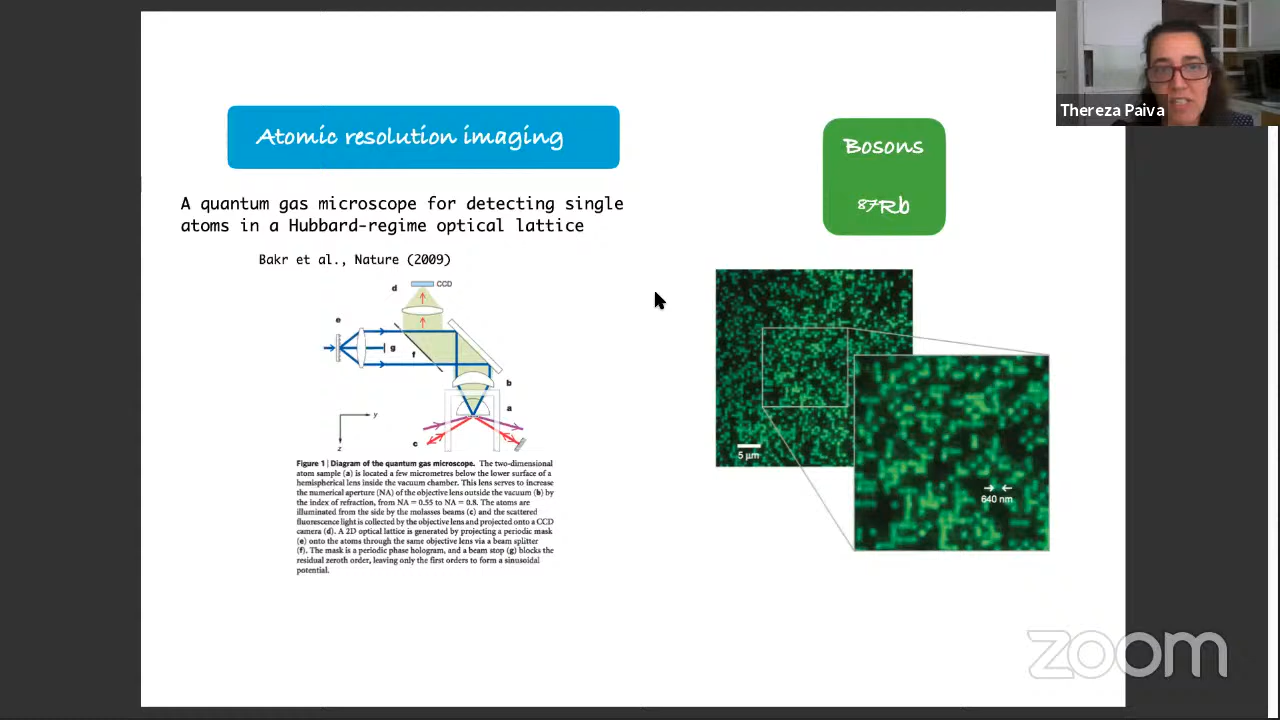 Atomic resolution imaging
A quantum gas microscope for detecting single
atoms in a Hubbard-regime optical lattice
Bakr et al., Nature (2009)
d
CCD
e
g
f
b
a
y
c
z
Figure 1 | Diagram of the quantum gas microscope. The two-dimensional
atom sample (a) is located a few micrometres below the lower surface of a
hemispherical lens inside the vacuum chamber. This lens serves to increase
the numerical aperture (NA) of the objective lens outside the vacuum (b) by
the index of refraction, from NA = 0.55 to NA = 0.8. The atoms are
illuminated from the side by the molasses beams (c) and the scattered
fluorescence light is collected by the objective lens and projected onto a CCD
camera (d). A 2D optical lattice is generated by projecting a periodic mask
(e) onto the atoms through the same objective lens via a beam splitter
(f). The mask is a periodic phase hologram, and a beam stop (g) blocks the
residual zeroth order, leaving only the first orders to form a sinusoidal
potential.
Bosons
⁸⁷Rb
5 μm
640 nm
Thereza Paiva
zoom